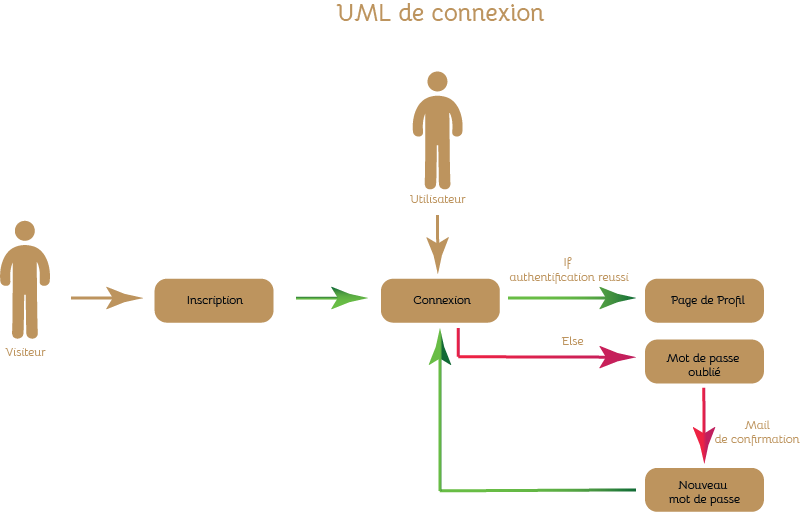 UML de connexion
Utilisateur
If
authentification reussi
Inscription
Connexion
Page de Profil
Visiteur
Else
Mot de passe
oublié
Mail
de confirmation
Nouveau
mot de passe